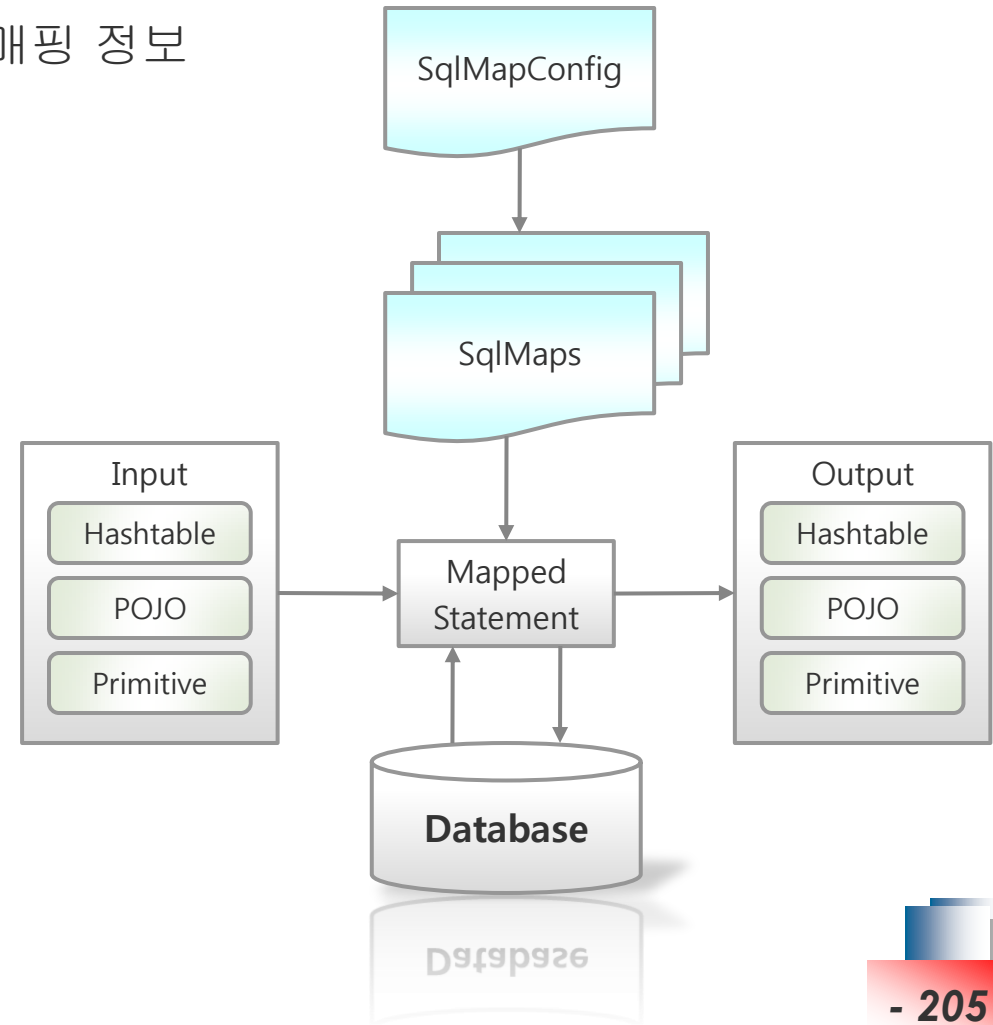 매핑 정보
SqlMapConfig
SqlMaps
Input
Hashtable
POJO
Primitive
Mapped
Statement
Output
Hashtable
POJO
Primitive
Database
Database
- 205